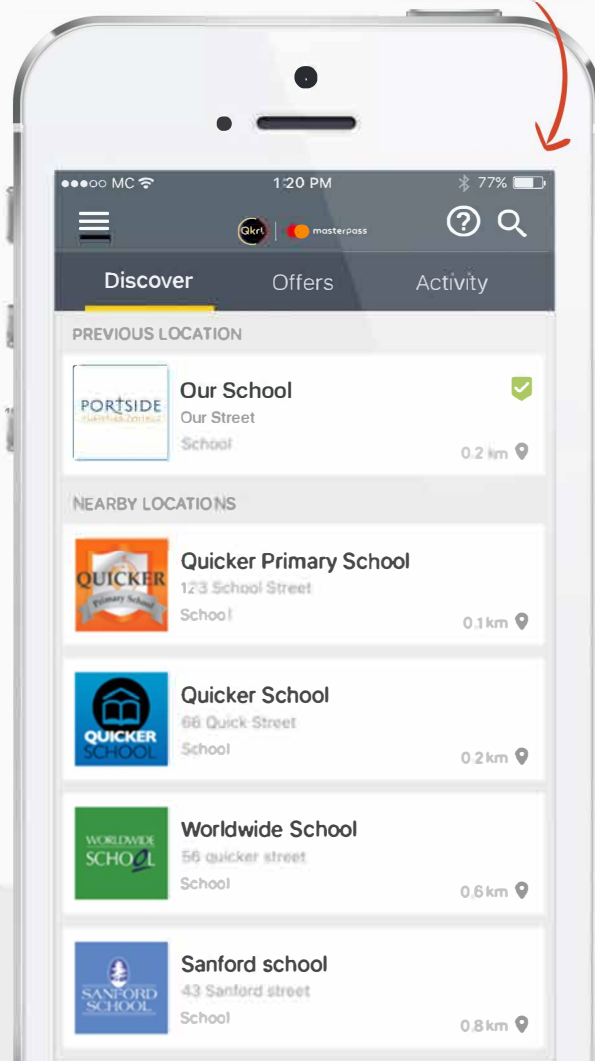 MC
1:20 PM
77%
Qkr!
masterpass
Discover
Offers
Activity
PREVIOUS LOCATION
PORTSIDE
Our School
Our Street
School
0.2 km
NEARBY LOCATIONS
QUICKER
Primary School
Quicker Primary School
123 School Street
School
0.1 km
QUICKER
SCHOOL
Quicker School
66 Quick Street
School
0.2 km
WORLDWIDE
SCHOOL
Worldwide School
56 quicker street
School
0.6 km
SANFORD
SCHOOL
Sanford school
43 Sanford street
School
0.8 km